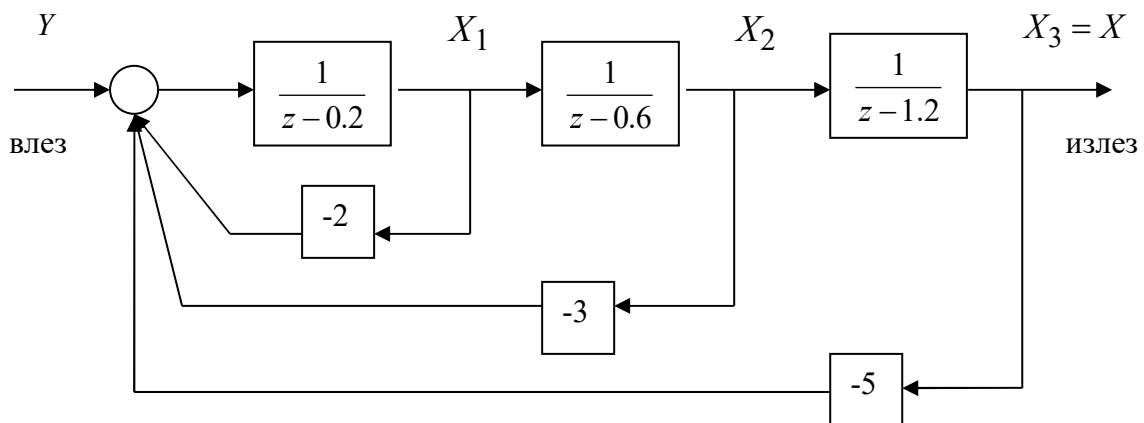 Y
X₁
X₂
X₃ = X
1
z − 0.2
1
z − 0.6
1
z − 1.2
влез
излез
-2
-3
-5